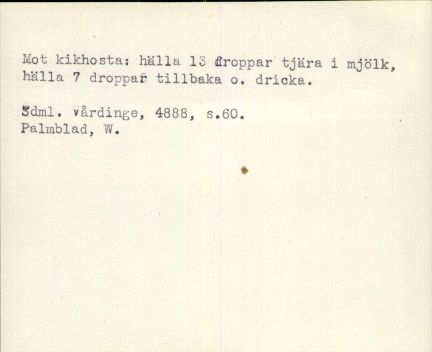 Mot kikhosta: hälla 13 droppar tjära i mjölk,
hälla 7 droppar tillbaka o. dricka.
Sdml. Vårdinge, 4888, s.60.
Palmblad, W.